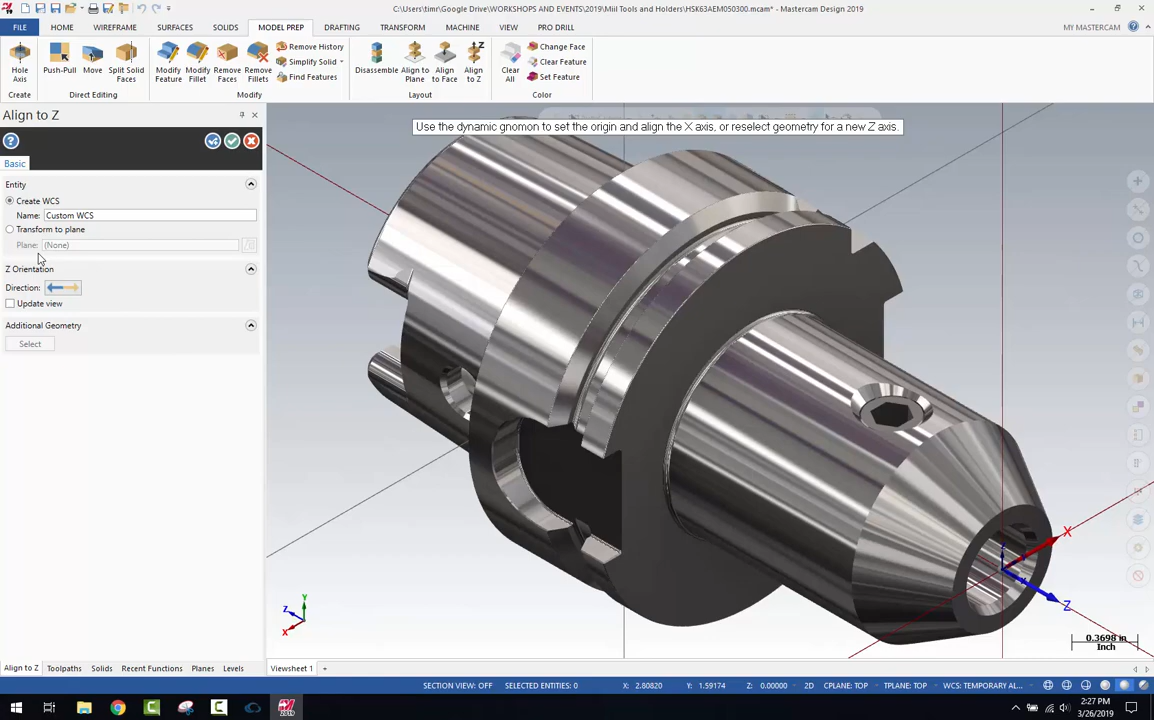 C:\Users\timr\Google Drive\WORKSHOPS AND EVENTS\Mill Tools and Holders\HSK63AEM050300.mcam* - Mastercam Design 2019
FILE HOME WIREFRAME SURFACES SOLIDS MODEL PREP DRAFTING TRANSFORM MACHINE VIEW PRO DRILL MY MASTERCAM
Hole Axis
Push-Pull
Move
Split Solid Faces
Modify Feature
Modify Fillet
Remove Faces
Remove Fillets
Remove History
Simplify Solid
Find Features
Disassemble
Align to Plane
Align to Face
Align to Z
Clear All
Change Face
Clear Feature
Set Feature
Create Direct Editing Modify Layout Color
Align to Z
Use the dynamic gnomon to set the origin and align the X axis, or reselect geometry for a new Z axis.
Basic
Entity
Create WCS
Name: Custom WCS
Transform to plane
Plane: (None)
Z Orientation
Direction:
Update view
Additional Geometry
Select
X
Z
Y
Z
X
0.3698 in
Inch
Align to Z Toolpaths Solids Recent Functions Planes Levels Viewsheet 1 +
SECTION VIEW: OFF SELECTED ENTITIES: 0 X: 2.80820 Y: 1.59174 Z: 0.00000 2D CPLANE: TOP TPLANE: TOP WCS: TEMPORARY AL...
2:27 PM
3/26/2019
2019